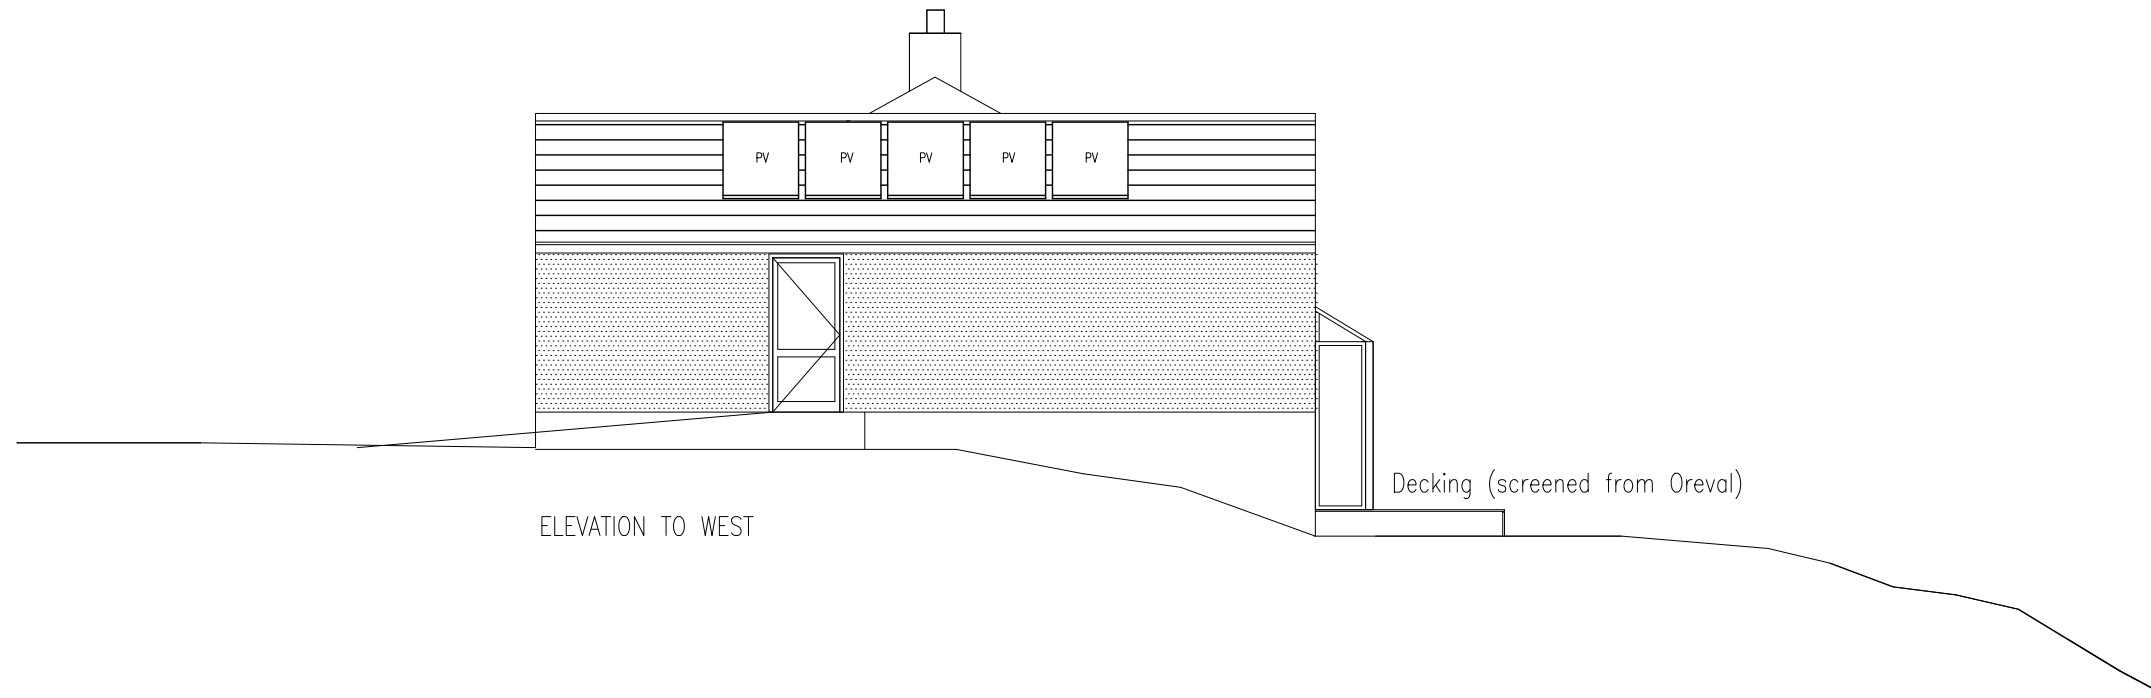 PV PV PV PV PV
Decking (screened from Oreval)
ELEVATION TO WEST